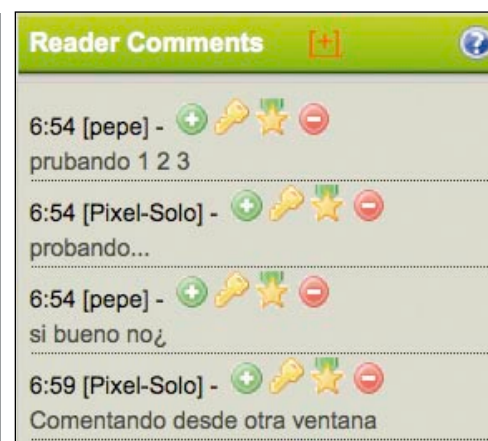 Reader Comments [+] ?
6:54 [pepe] -
prubando 1 2 3
6:54 [Pixel-Solo] -
probando...
6:54 [pepe] -
si bueno no¿
6:59 [Pixel-Solo] -
Comentando desde otra ventana